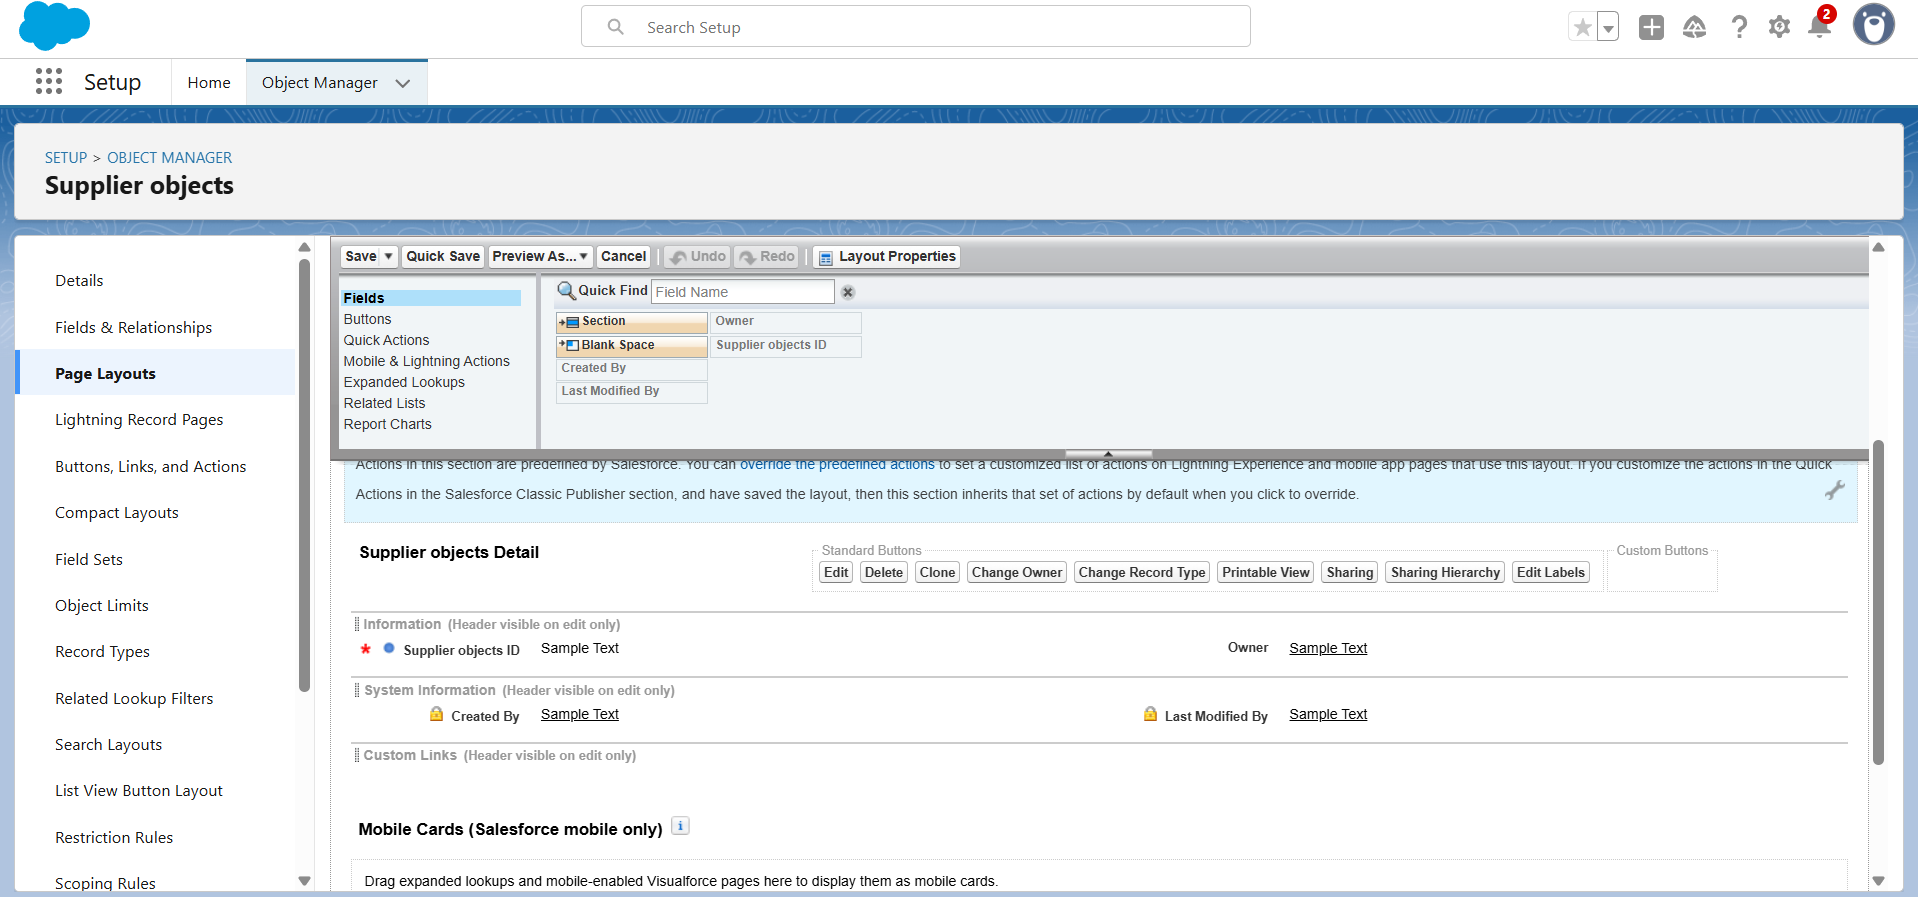 Search Setup
2
Setup
Home
Object Manager
SETUP > OBJECT MANAGER
Supplier objects
Details
Fields & Relationships
Page Layouts
Lightning Record Pages
Buttons, Links, and Actions
Compact Layouts
Field Sets
Object Limits
Record Types
Related Lookup Filters
Search Layouts
List View Button Layout
Restriction Rules
Scoping Rules
Save
Quick Save
Preview As...
Cancel
Undo
Redo
Layout Properties
Fields
Buttons
Quick Actions
Mobile & Lightning Actions
Expanded Lookups
Related Lists
Report Charts
Quick Find
Field Name
Section
Owner
Blank Space
Supplier objects ID
Created By
Last Modified By
Actions in this section are predefined by Salesforce. You can override the predefined actions to set a customized list of actions on Lightning Experience and mobile app pages that use this layout. If you customize the actions in the Quick
Actions in the Salesforce Classic Publisher section, and have saved the layout, then this section inherits that set of actions by default when you click to override.
Supplier objects Detail
Standard Buttons
Custom Buttons
Edit
Delete
Clone
Change Owner
Change Record Type
Printable View
Sharing
Sharing Hierarchy
Edit Labels
Information (Header visible on edit only)
* Supplier objects ID Sample Text
Owner Sample Text
System Information (Header visible on edit only)
Created By Sample Text
Last Modified By Sample Text
Custom Links (Header visible on edit only)
Mobile Cards (Salesforce mobile only) i
Drag expanded lookups and mobile-enabled Visualforce pages here to display them as mobile cards.